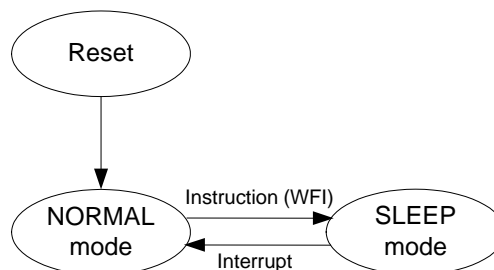 Reset
Instruction (WFI)
NORMAL
mode
SLEEP
mode
Interrupt